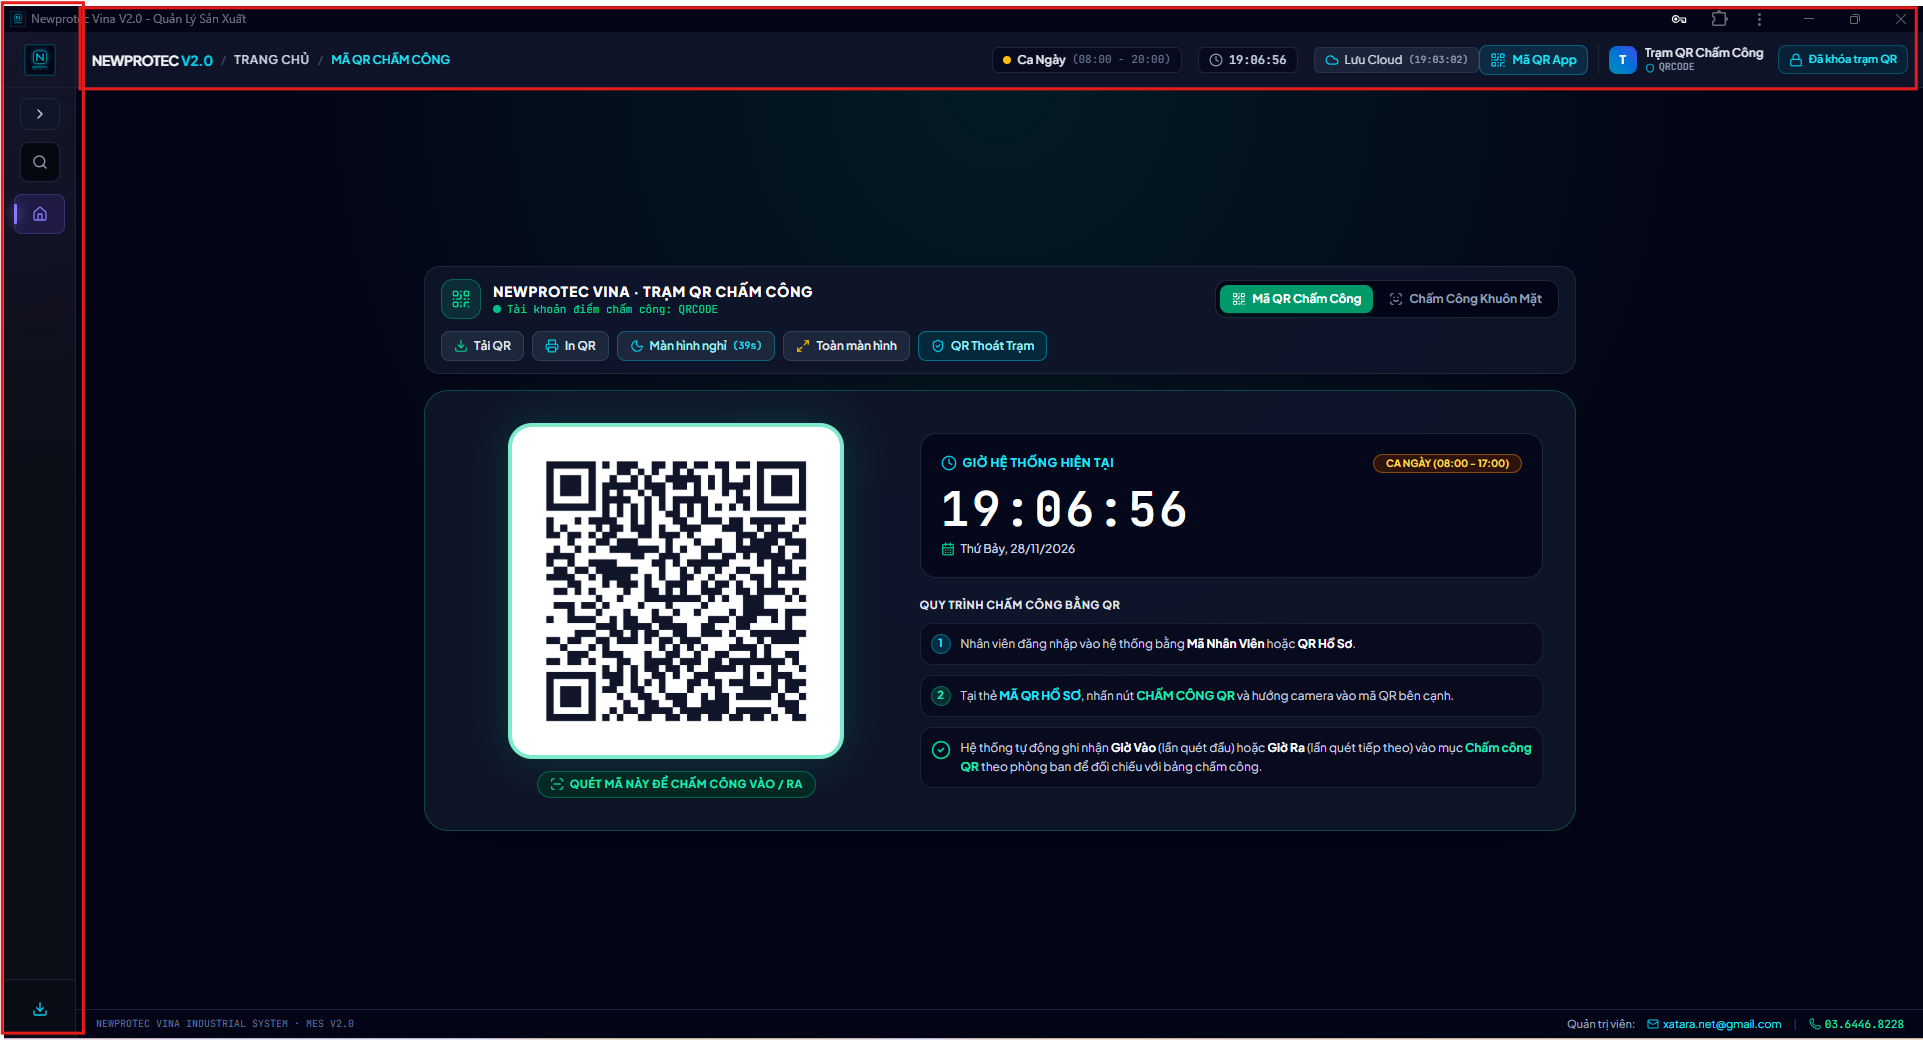 Newprotec Vina V2.0 - Quản Lý Sản Xuất
NEWPROTEC V2.0 / TRANG CHỦ / MÃ QR CHẤM CÔNG
Ca Ngày (08:00 - 20:00)
19:06:56
Lưu Cloud (19:03:02)
Mã QR App
T
Trạm QR Chấm Công
QRCODE
Đã khóa trạm QR
NEWPROTEC VINA · TRẠM QR CHẤM CÔNG
Tài khoản điểm chấm công: QRCODE
Mã QR Chấm Công
Chấm Công Khuôn Mặt
Tải QR
In QR
Màn hình nghỉ (39s)
Toàn màn hình
QR Thoát Trạm
GIỜ HỆ THỐNG HIỆN TẠI
CA NGÀY (08:00 - 17:00)
19:06:56
Thứ Bảy, 28/11/2026
QUY TRÌNH CHẤM CÔNG BẰNG QR
1 Nhân viên đăng nhập vào hệ thống bằng Mã Nhân Viên hoặc QR Hồ Sơ.
2 Tại thẻ MÃ QR HỒ SƠ, nhấn nút CHẤM CÔNG QR và hướng camera vào mã QR bên cạnh.
Hệ thống tự động ghi nhận Giờ Vào (lần quét đầu) hoặc Giờ Ra (lần quét tiếp theo) vào mục Chấm công
QR theo phòng ban để đối chiếu với bảng chấm công.
QUÉT MÃ NÀY ĐỂ CHẤM CÔNG VÀO / RA
NEWPROTEC VINA INDUSTRIAL SYSTEM · MES V2.0
Quản trị viên: xatara.net@gmail.com | 03.6446.8228